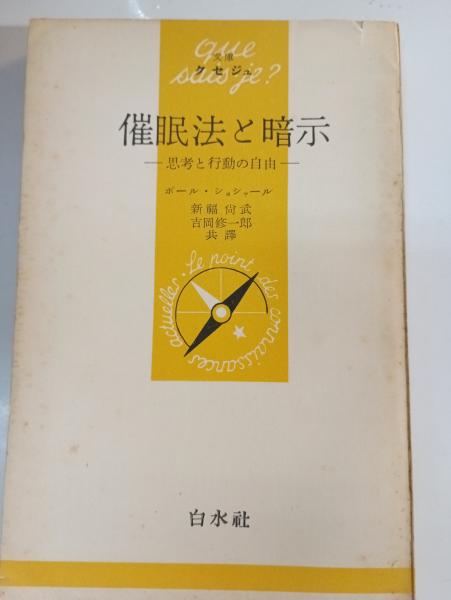 que
文庫
クセジュ
sais-je?
催眠法と暗示
―思考と行動の自由―
ポール・ショシャール
新福尚武
吉岡修一郎
共譯
Le point des connaissances actuelles.
白水社